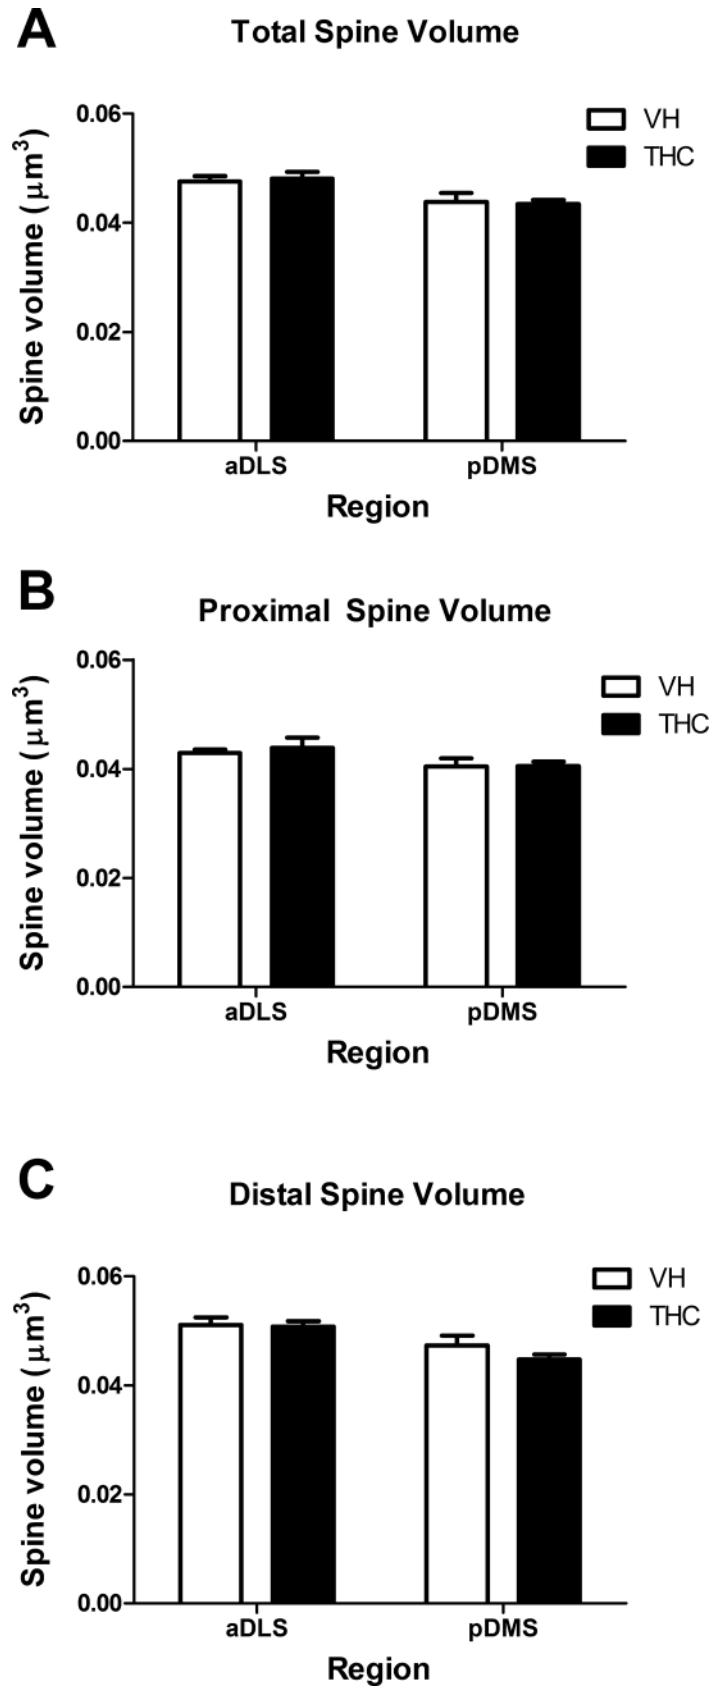 A
Total Spine Volume
VH
THC
Spine volume (μm³)
0.06
0.04
0.02
0.00
aDLS pDMS
Region
B
Proximal Spine Volume
VH
THC
Spine volume (μm³)
0.06
0.04
0.02
0.00
aDLS pDMS
Region
C
Distal Spine Volume
VH
THC
Spine volume (μm³)
0.06
0.04
0.02
0.00
aDLS pDMS
Region